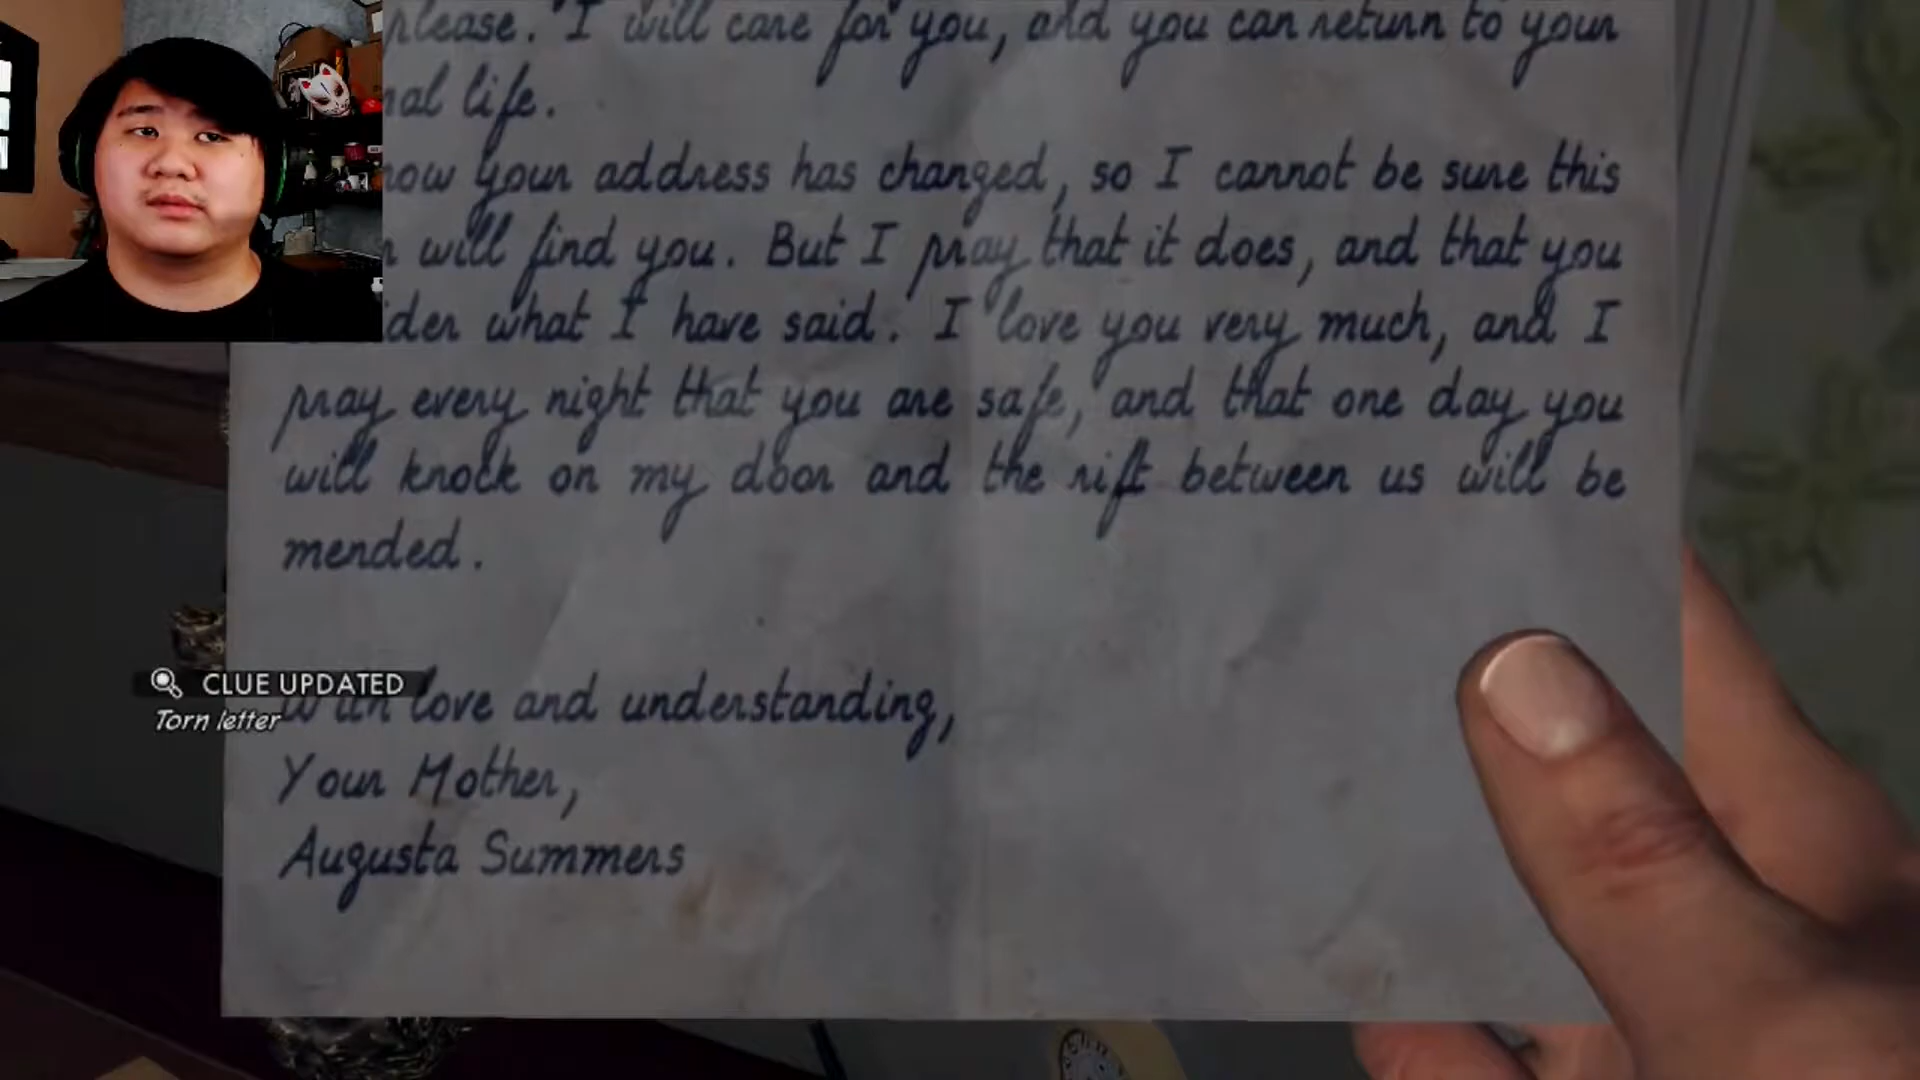 please. I will care for you, and you can return to your
life.
your address has changed, so I cannot be sure this
will find you. But I pray that it does, and that you
what I have said. I love you very much, and I
pray every night that you are safe, and that one day you
will knock on my door and the rift between us will be
mended.
CLUE UPDATED
Torn letter
With love and understanding,
Your Mother,
Augusta Summers